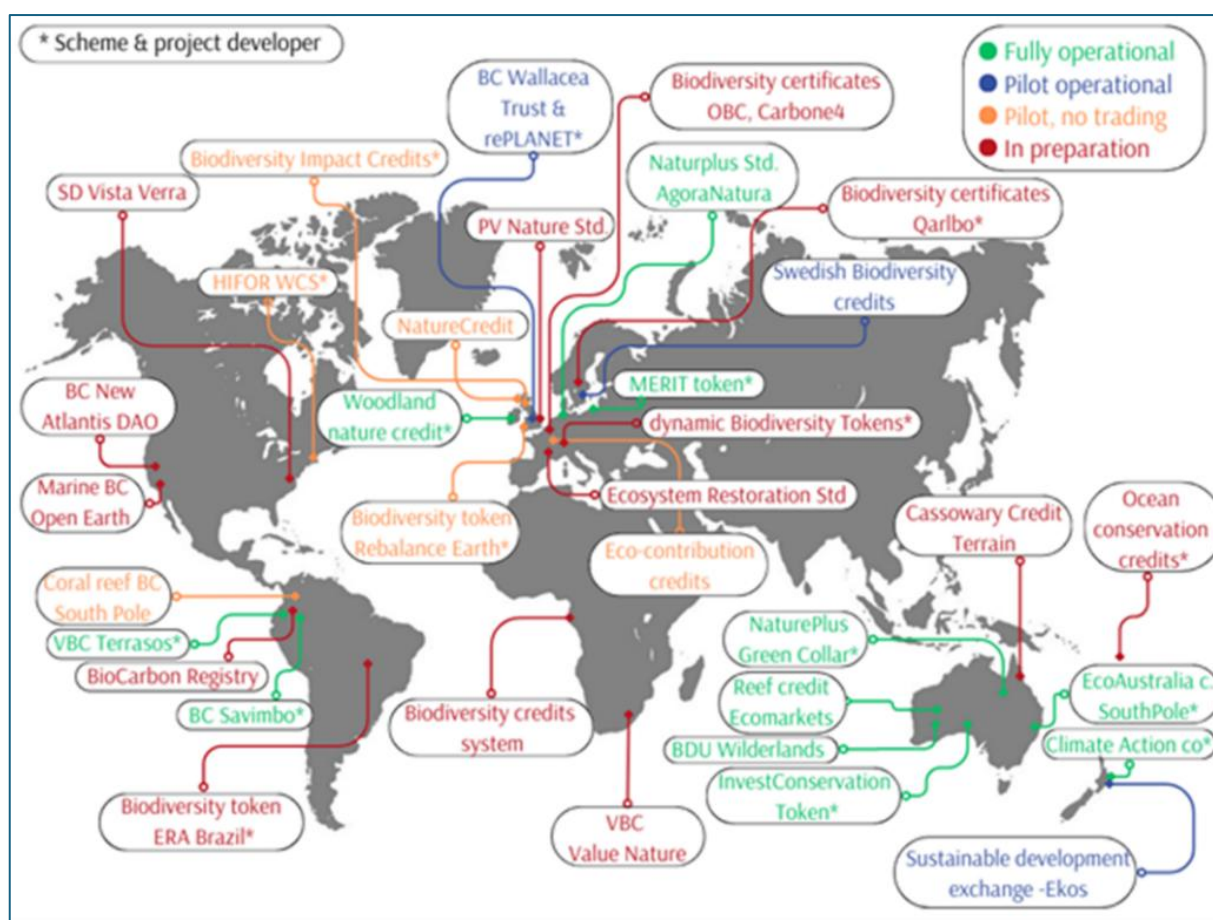 * Scheme & project developer
Fully operational
Pilot operational
Pilot, no trading
In preparation
BC Wallacea
Trust &
rePLANET*
Biodiversity certificates
OBC, Carbone4
Biodiversity Impact Credits*
Naturplus Std.
AgoraNatura
SD Vista Verra
PV Nature Std.
Biodiversity certificates
Qarlbo*
HIFOR WCS*
Swedish Biodiversity
credits
NatureCredit
BC New
Atlantis DAO
Woodland
nature credit*
MERIT token*
dynamic Biodiversity Tokens*
Marine BC
Open Earth
Ecosystem Restoration Std
Biodiversity token
Rebalance Earth*
Eco-contribution
credits
Cassowary Credit
Terrain
Ocean
conservation
credits*
Coral reef BC
South Pole
VBC Terrasos*
BioCarbon Registry
BC Savimbo*
Biodiversity credits
system
NaturePlus
Green Collar*
Reef credit
Ecomarkets
EcoAustralia c.
SouthPole*
BDU Wilderlands
Climate Action co*
InvestConservation
Token*
Biodiversity token
ERA Brazil*
VBC
Value Nature
Sustainable development
exchange -Ekos